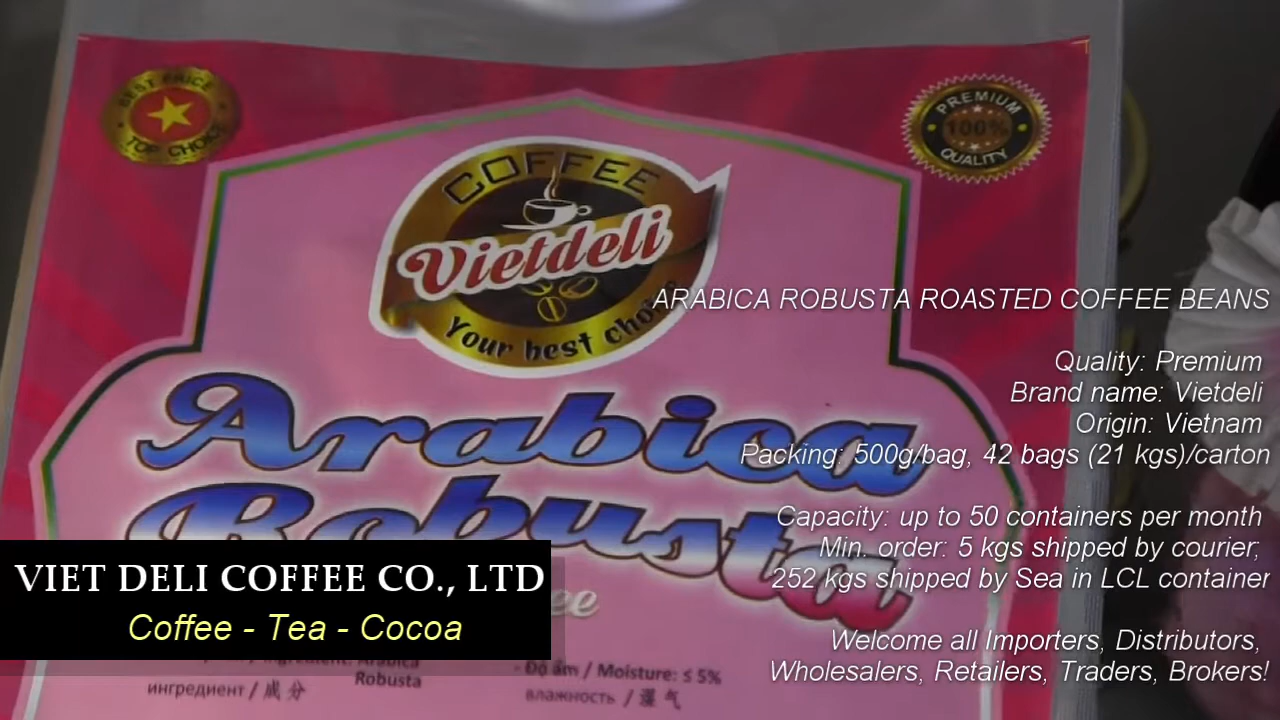 BEST PRICE
TOP CHOICE
PREMIUM
100%
QUALITY
COFFEE
Vietdeli
Your best
Arabica
Robusta
ARABICA ROBUSTA ROASTED COFFEE BEANS
Quality: Premium
Brand name: Vietdeli
Origin: Vietnam
Packing: 500g/bag, 42 bags (21 kgs)/carton
Capacity: up to 50 containers per month
Min. order: 5 kgs shipped by courier;
252 kgs shipped by Sea in LCL container
Welcome all Importers, Distributors,
Wholesalers, Retailers, Traders, Brokers!
VIET DELI COFFEE CO., LTD
Coffee - Tea - Cocoa
Arabica
Robusta
ингредиент / 成 分
- Độ ẩm / Moisture: ≤ 5%
влажность / 湿 气